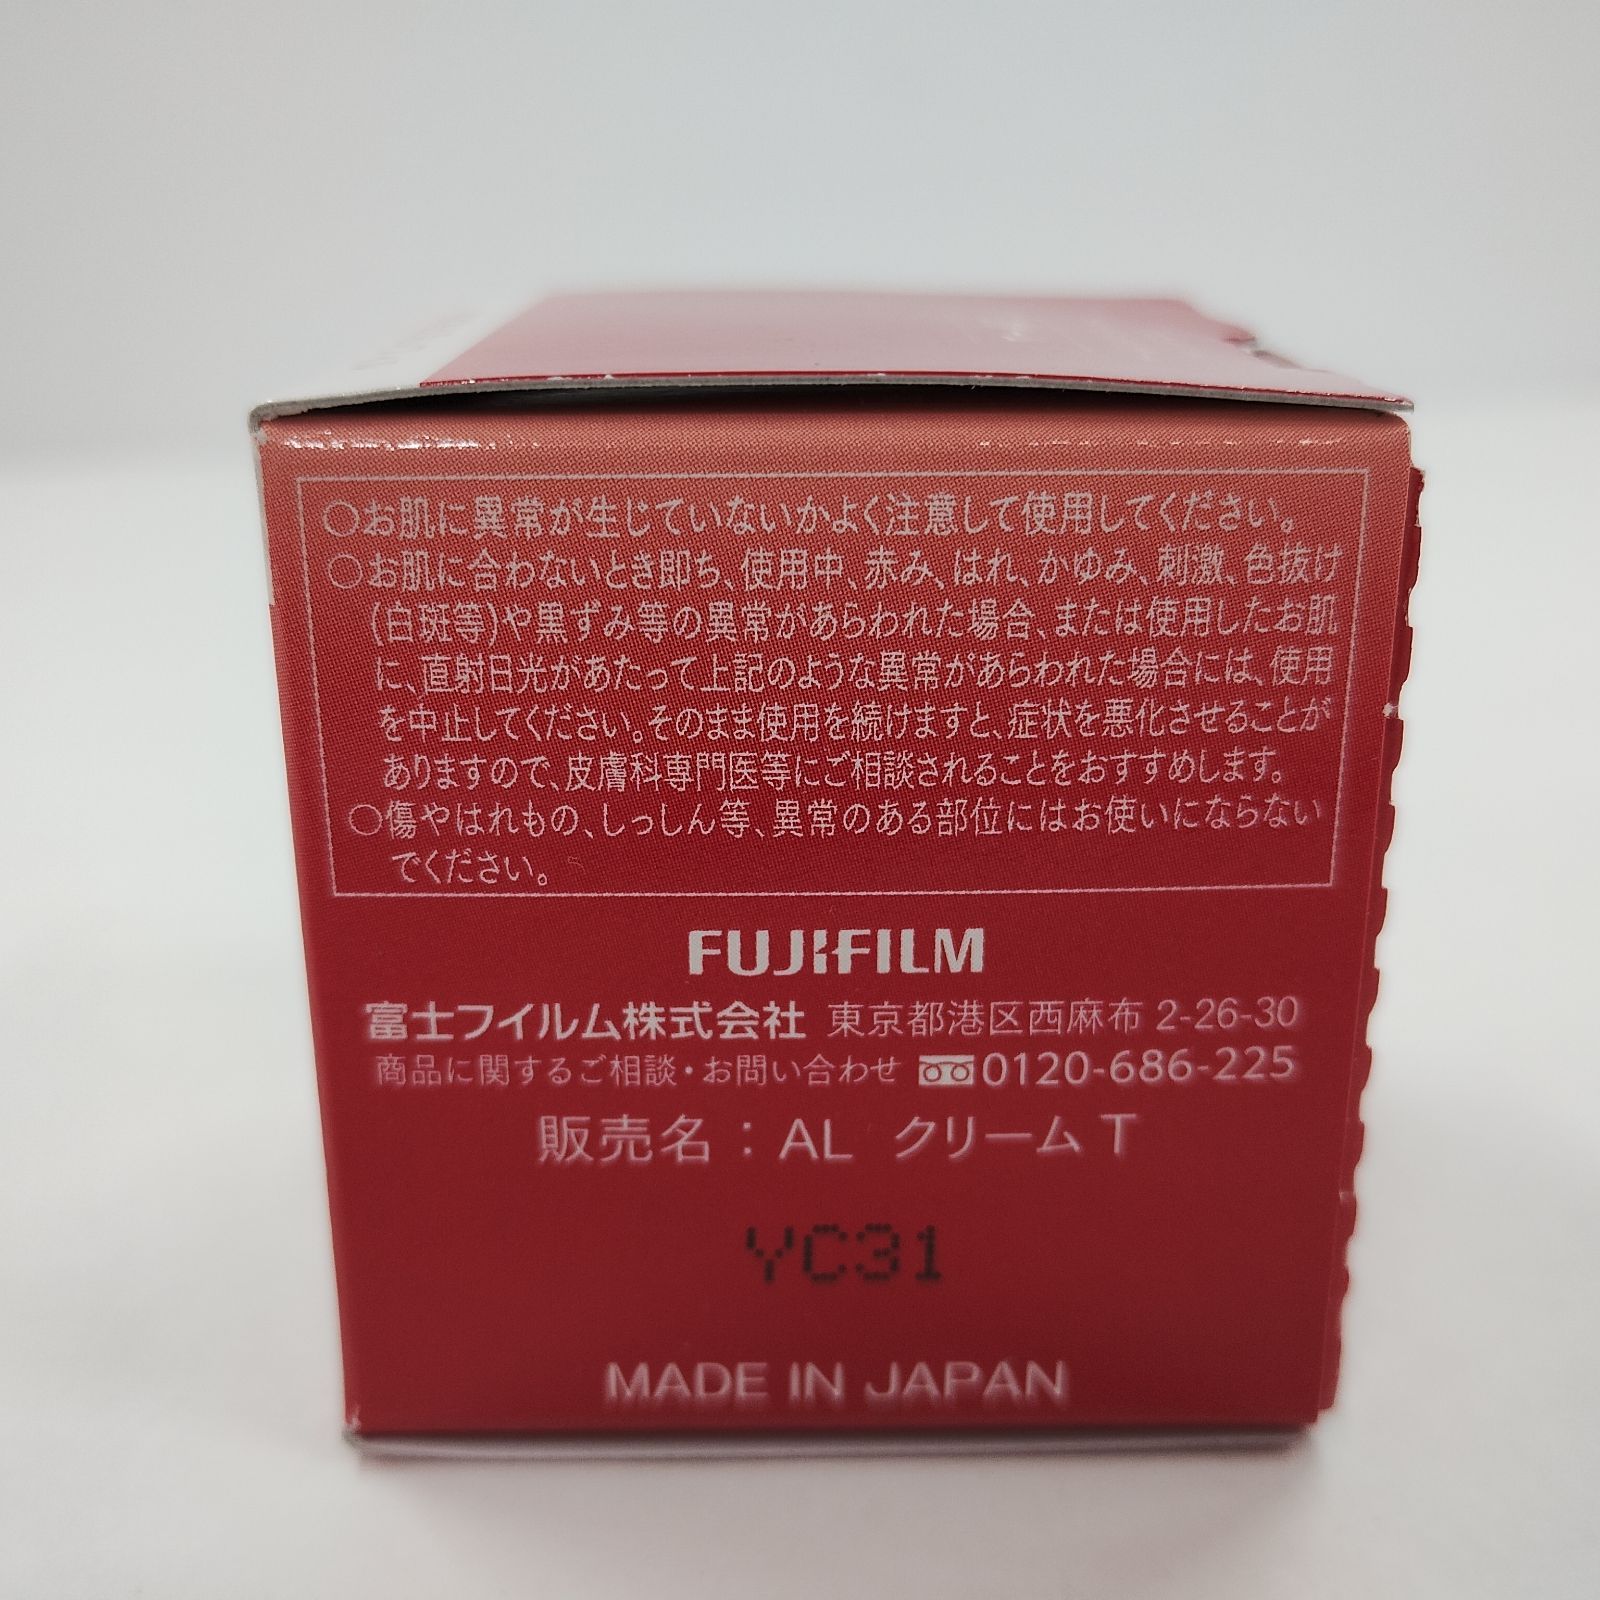 ○お肌に異常が生じていないかよく注意して使用してください。
○お肌に合わないとき即ち、使用中、赤み、はれ、かゆみ、刺激、色抜け
(白斑等)や黒ずみ等の異常があらわれた場合、または使用したお肌
に、直射日光があたって上記のような異常があらわれた場合には、使用
を中止してください。そのまま使用を続けますと、症状を悪化させることが
ありますので、皮膚科専門医等にご相談されることをおすすめします。
○傷やはれもの、しっしん等、異常のある部位にはお使いにならない
でください。
FUJIFILM
富士フイルム株式会社 東京都港区西麻布 2-26-30
商品に関するご相談・お問い合わせ 0120-686-225
販売名：AL クリームT
YC31
MADE IN JAPAN